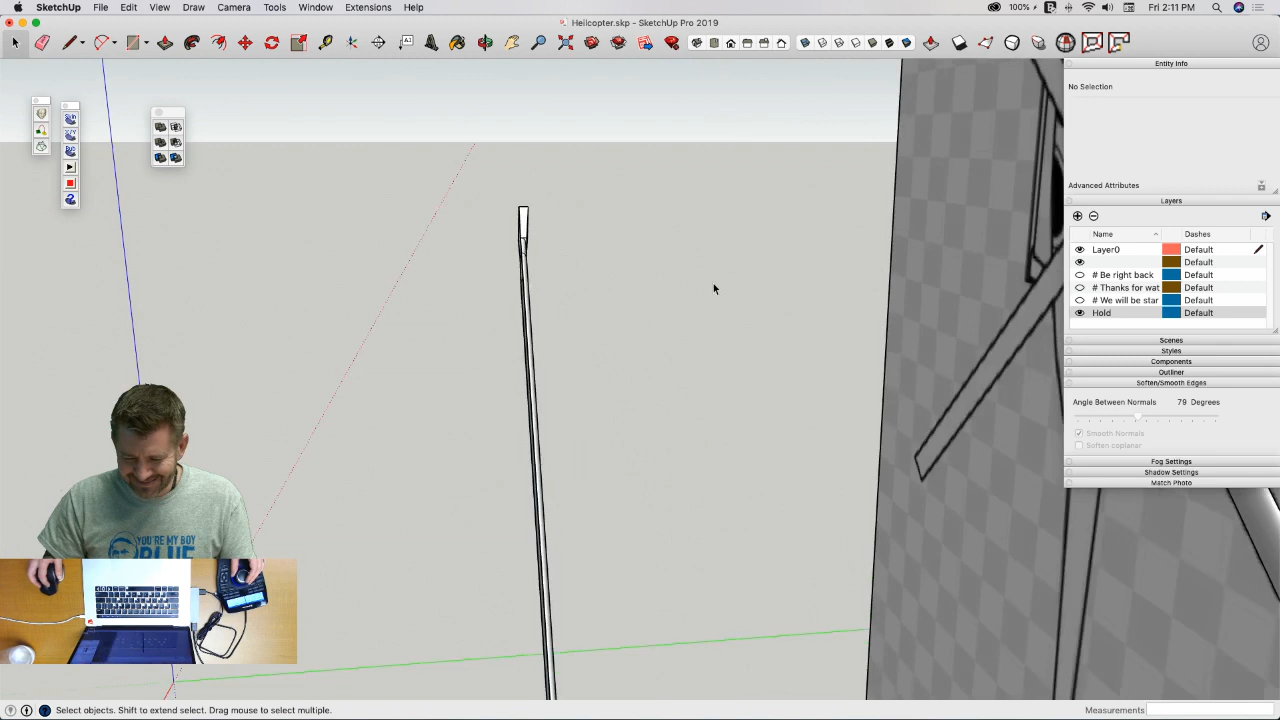 SketchUp File Edit View Draw Camera Tools Window Extensions Help 100% Fri 2:11 PM
Helicopter.skp - SketchUp Pro 2019
Entity Info
No Selection
Advanced Attributes
Layers
Name Dashes
Layer0 Default
Default
# Be right back Default
# Thanks for wat Default
# We will be star Default
Hold Default
Scenes
Styles
Components
Outliner
Soften/Smooth Edges
Angle Between Normals 79 Degrees
Smooth Normals
Soften coplanar
Fog Settings
Shadow Settings
Match Photo
YOU'RE MY BOY
BLUE
Select objects. Shift to extend select. Drag mouse to select multiple. Measurements